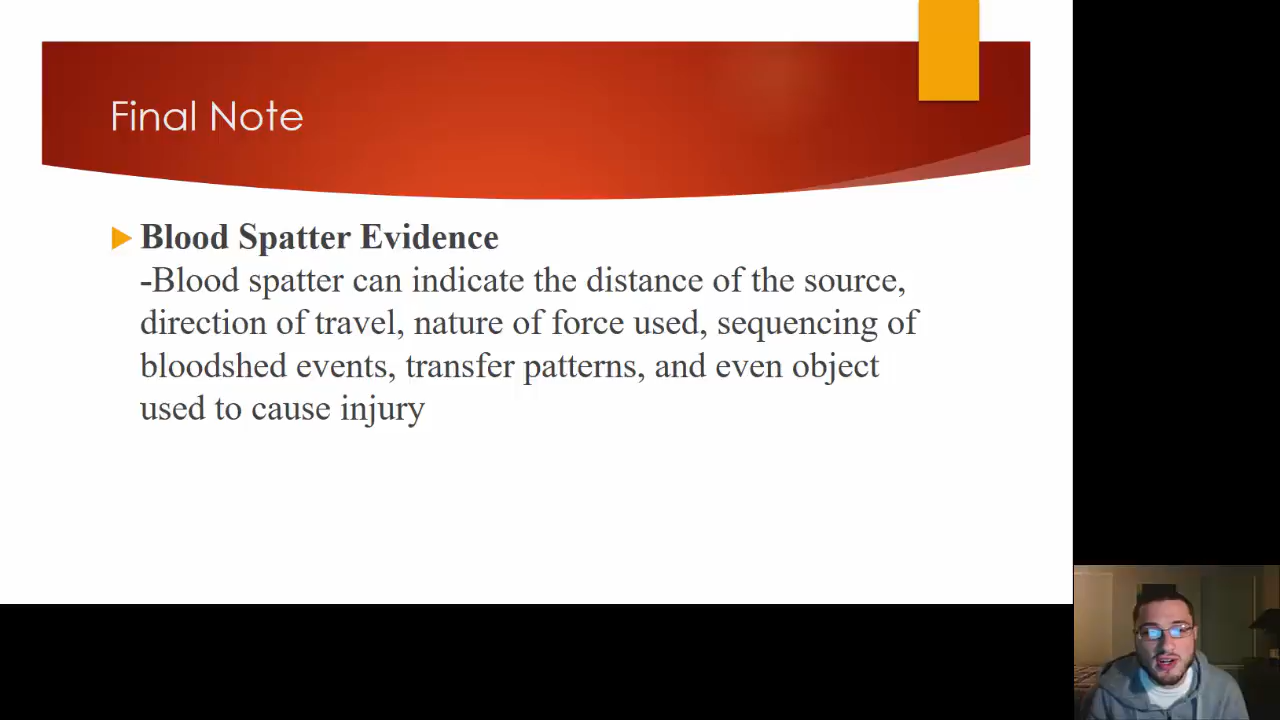 Final Note
Blood Spatter Evidence
-Blood spatter can indicate the distance of the source,
direction of travel, nature of force used, sequencing of
bloodshed events, transfer patterns, and even object
used to cause injury